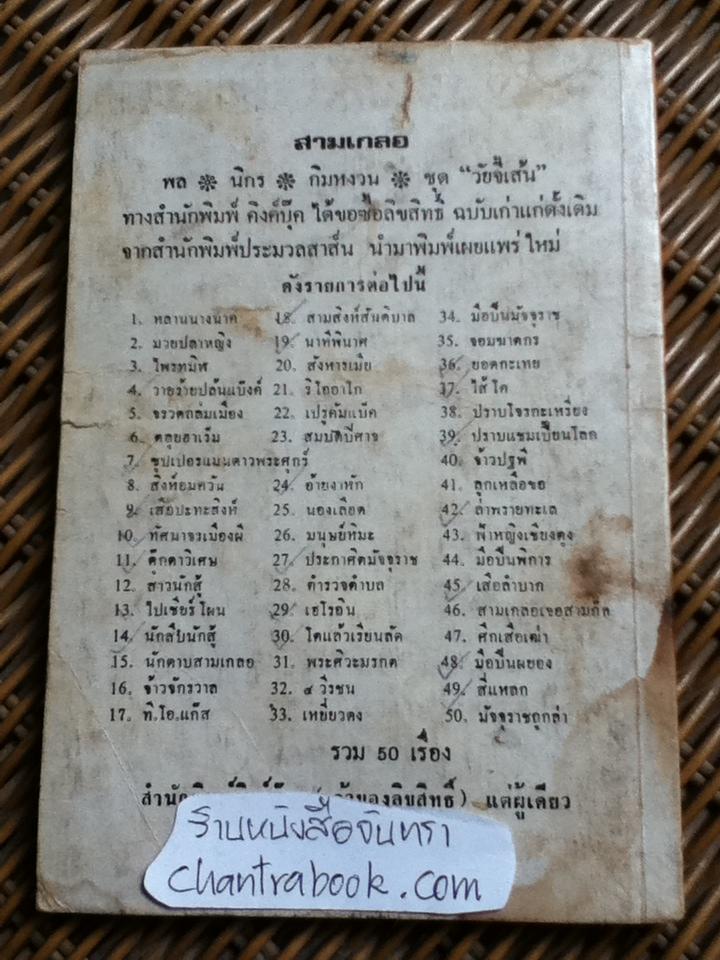 สามเกลอ
พล ❋ นิกร ❋ กิมหงวน ❋ ชุด “วัยจี๊เส้น”
ทางสำนักพิมพ์ คิงค์บุ๊ค ได้ขอซื้อลิขสิทธิ์ ฉบับเก่าแก่ดั้งเดิม
จากสำนักพิมพ์ประมวลสาส์น นำมาพิมพ์เผยแพร่ใหม่
ดังรายการต่อไปนี้
1. หลานนางนาค
2. มวยปล้ำหญิง
3. ไพรทมิฬ
4. วายร้ายปล้นแบ๊งค์
5. จรวดถล่มเมือง
6. ตลุยฮาเร็ม
7. ซุปเปอร์แมนดาวพระศุกร์
8. สิงห์อมควัน
9. เสือปะทะสิงห์
10. ทัศนาจรเมืองผี
11. ตุ๊กตาวิเศษ
12. สาวนักสู้
13. ไปเชียร์โผน
14. นักสืบนักสู้
15. นักดาบสามเกลอ
16. จ้าวจักรวาล
17. ที.โอ.แก๊ส
18. สามสิงห์สันติบาล
19. นาทีพินาศ
20. สังหารเมีย
21. ริโอฮาโก
22. เปรูคัมแบ๊ค
23. สมบัติปีศาจ
24. อ้ายงาหัก
25. นองเลือด
26. มนุษย์หิมะ
27. ประกาศิตมัจจุราช
28. ตำรวจตำบล
29. เฮโรอีน
30. โตแล้วเรียนลัด
31. พระศิวะมรกต
32. ๔ วีรชน
33. เหยี่ยวดง
34. มือปืนมัจจุราช
35. จอมฆาตกร
36. ยอดกะเทย
37. ไส้โต
38. ปราบโจรกะเหรี่ยง
39. ปราบแชมเปี้ยนโลก
40. จ้าวปฐพี
41. ลูกเหลือขอ
42. ล่าพรายทะเล
43. ฟ้าหญิงเชียงตุง
44. มือปืนพิการ
45. เสือลำบาก
46. สามเกลอเจอสามก๊ก
47. ศึกเสือเฒ่า
48. มือปืนผยอง
49. สี่แหลก
50. มัจจุราชถูกล่า
รวม 50 เรื่อง
ลิขสิทธิ์) แต่ผู้เดียว
ร้านหนังสือจันทรา
chantrabook.com